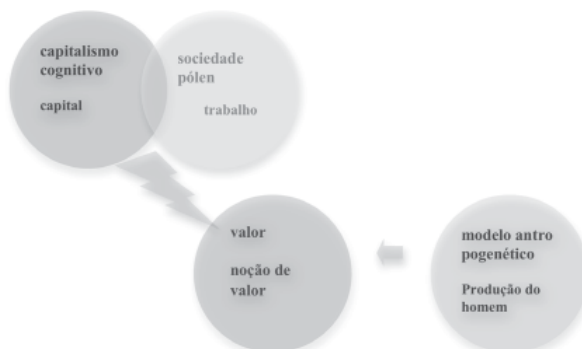 capitalismo
cognitivo
capital
sociedade
pólen
trabalho
valor
noção de
valor
modelo antro
pogenético
Produção do
homem